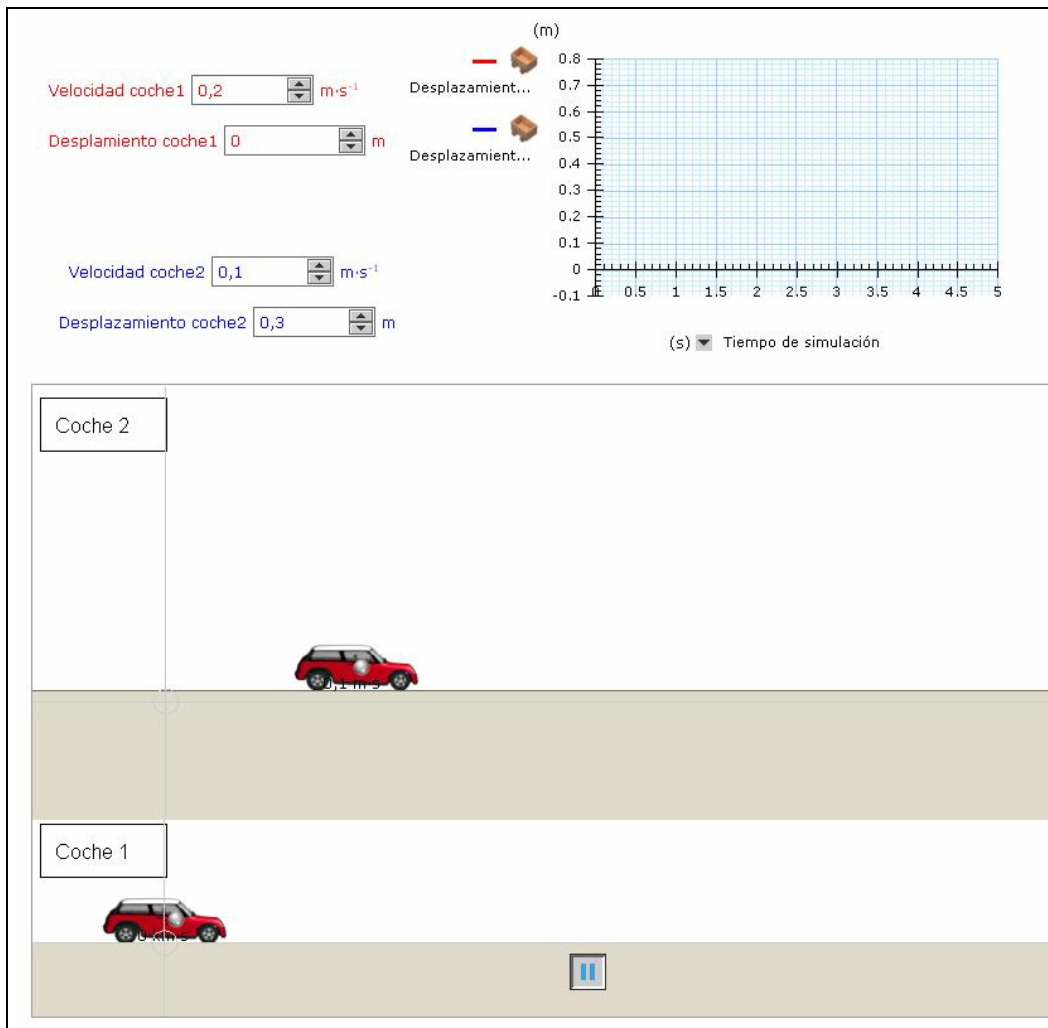 (m)
Velocidad coche1 0,2 m·s⁻¹
Desplamiento coche1 0 m
Desplazamient...
Desplazamient...
0.8
0.7
0.6
0.5
0.4
0.3
0.2
0.1
0
-0.1
0 0.5 1 1.5 2 2.5 3 3.5 4 4.5 5
(s) Tiempo de simulación
Velocidad coche2 0,1 m·s⁻¹
Desplazamiento coche2 0,3 m
Coche 2
0,1 m·s
Coche 1